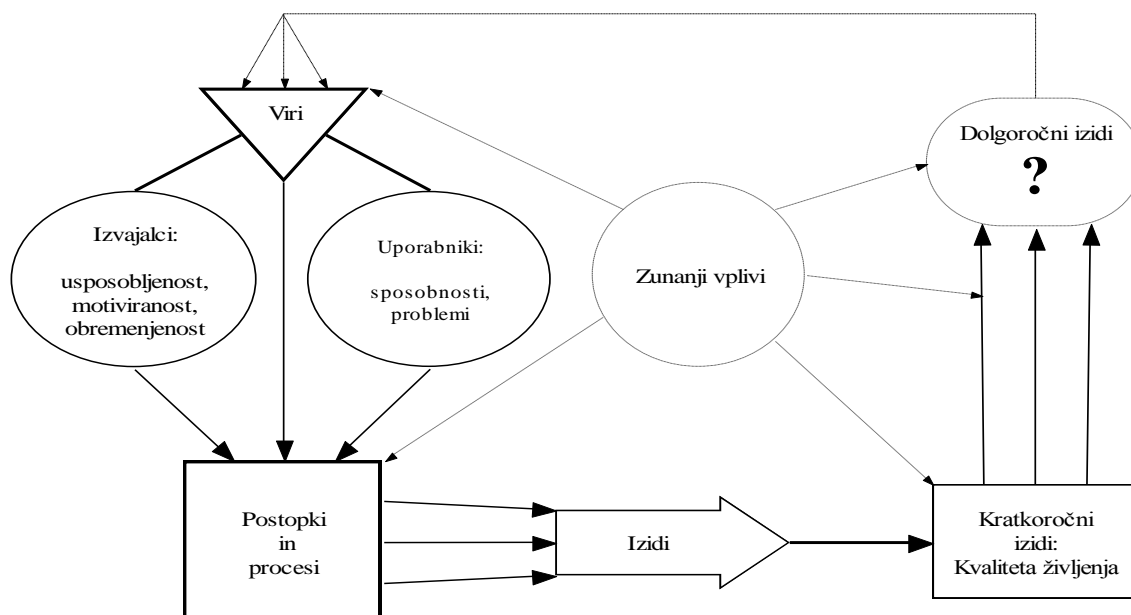 Viri
Dolgoročni izidi
?
Izvajalci:
usposobljenost,
motiviranost,
obremenjenost
Uporabniki:
sposobnosti,
problemi
Zunanji vplivi
Postopki
in
procesi
Izidi
Kratkoročni
izidi:
Kvaliteta življenja